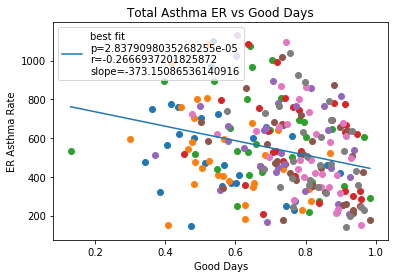 Total Asthma ER vs Good Days
best fit
p=2.8379098035268255e-05
r=-0.2666937201825872
slope=-373.15086536140916
1000
800
600
400
200
ER Asthma Rate
0.2
0.4
0.6
0.8
1.0
Good Days